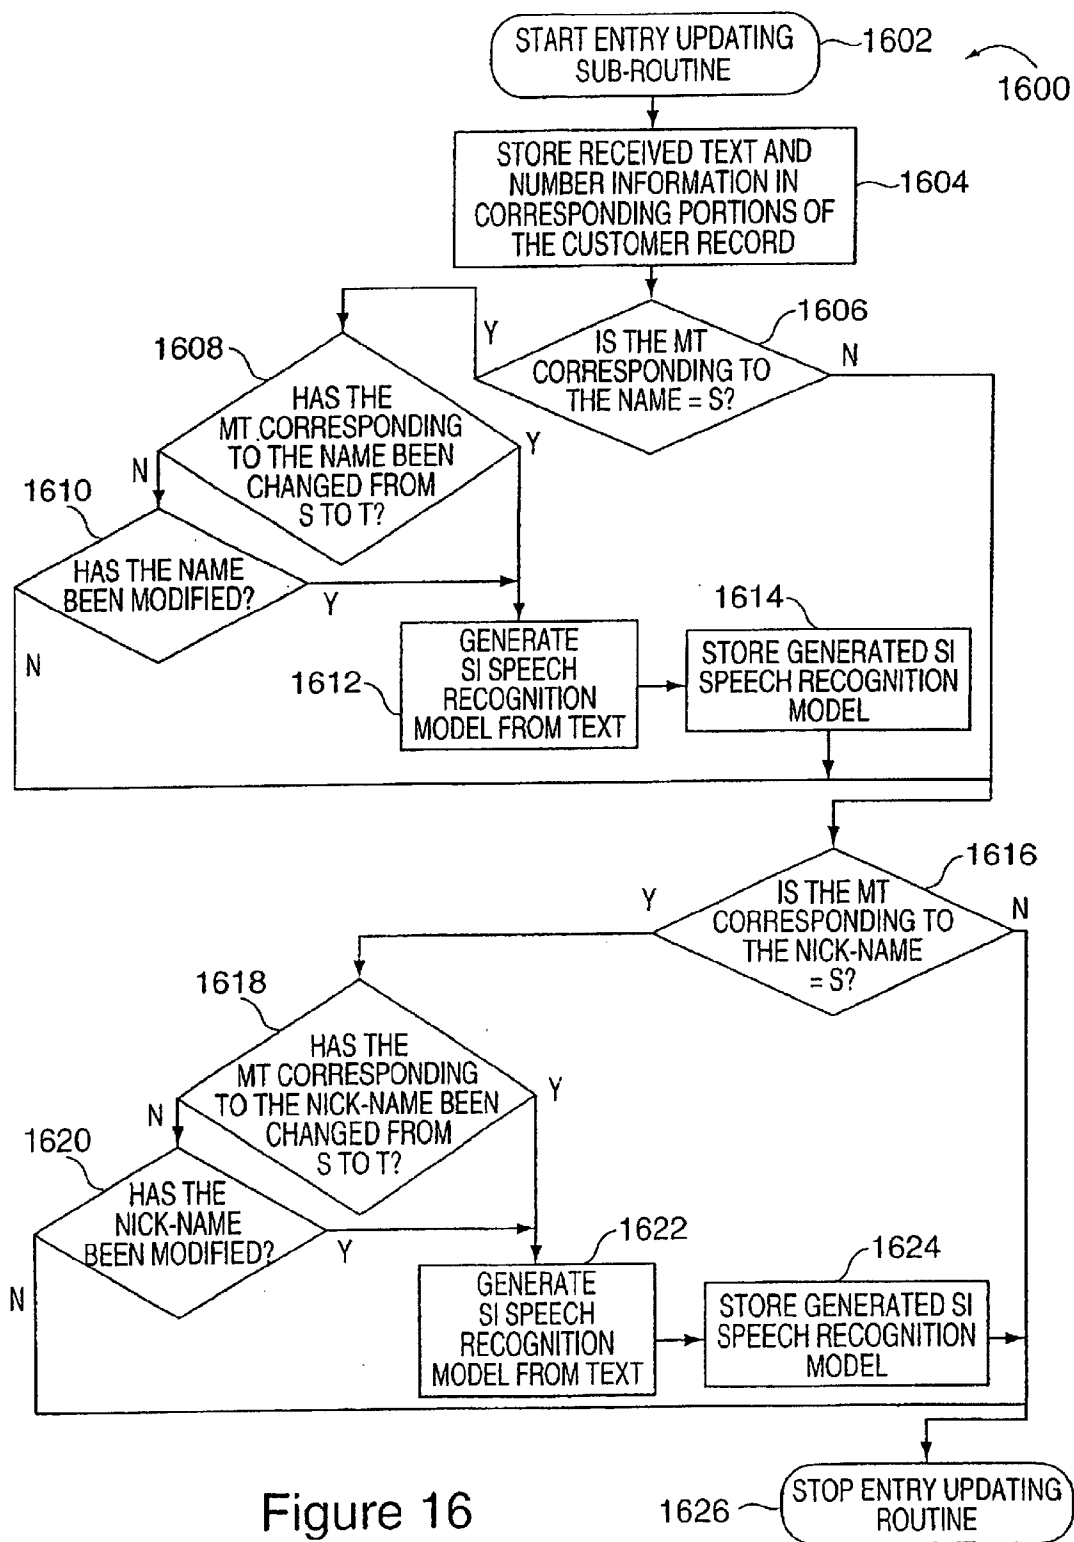 START ENTRY UPDATING
SUB-ROUTINE
1602
1600
STORE RECEIVED TEXT AND
NUMBER INFORMATION IN
CORRESPONDING PORTIONS OF
THE CUSTOMER RECORD
1604
1606
IS THE MT
CORRESPONDING TO
THE NAME = S?
Y
N
1608
HAS THE
MT CORRESPONDING
TO THE NAME BEEN
CHANGED FROM
S TO T?
N
Y
1610
HAS THE NAME
BEEN MODIFIED?
Y
N
1612
GENERATE
SI SPEECH
RECOGNITION
MODEL FROM TEXT
1614
STORE GENERATED SI
SPEECH RECOGNITION
MODEL
1616
IS THE MT
CORRESPONDING TO
THE NICK-NAME
= S?
Y
N
1618
HAS THE
MT CORRESPONDING
TO THE NICK-NAME BEEN
CHANGED FROM
S TO T?
N
Y
1620
HAS THE
NICK-NAME
BEEN MODIFIED?
Y
N
1622
GENERATE
SI SPEECH
RECOGNITION
MODEL FROM TEXT
1624
STORE GENERATED SI
SPEECH RECOGNITION
MODEL
1626
STOP ENTRY UPDATING
ROUTINE
Figure 16